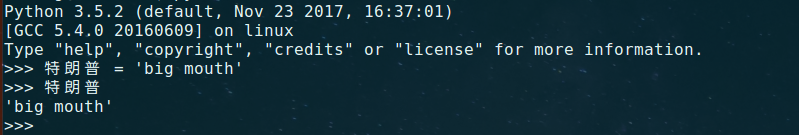 Python 3.5.2 (default, Nov 23 2017, 16:37:01)
[GCC 5.4.0 20160609] on linux
Type "help", "copyright", "credits" or "license" for more information.
>>> 特朗普 = 'big mouth'
>>> 特朗普
'big mouth'
>>>